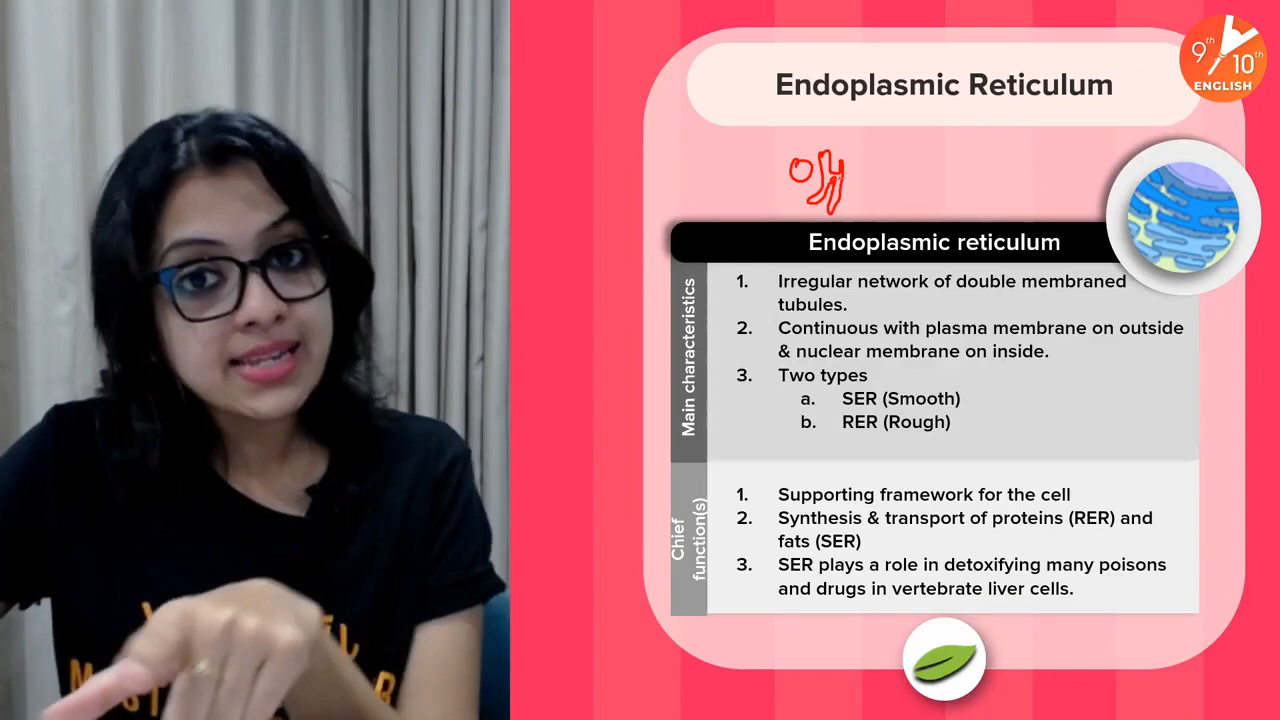 Endoplasmic Reticulum
9th
10th
ENGLISH
Endoplasmic reticulum
Main characteristics
1. Irregular network of double membraned
tubules.
2. Continuous with plasma membrane on outside
& nuclear membrane on inside.
3. Two types
a. SER (Smooth)
b. RER (Rough)
Chief
function(s)
1. Supporting framework for the cell
2. Synthesis & transport of proteins (RER) and
fats (SER)
3. SER plays a role in detoxifying many poisons
and drugs in vertebrate liver cells.